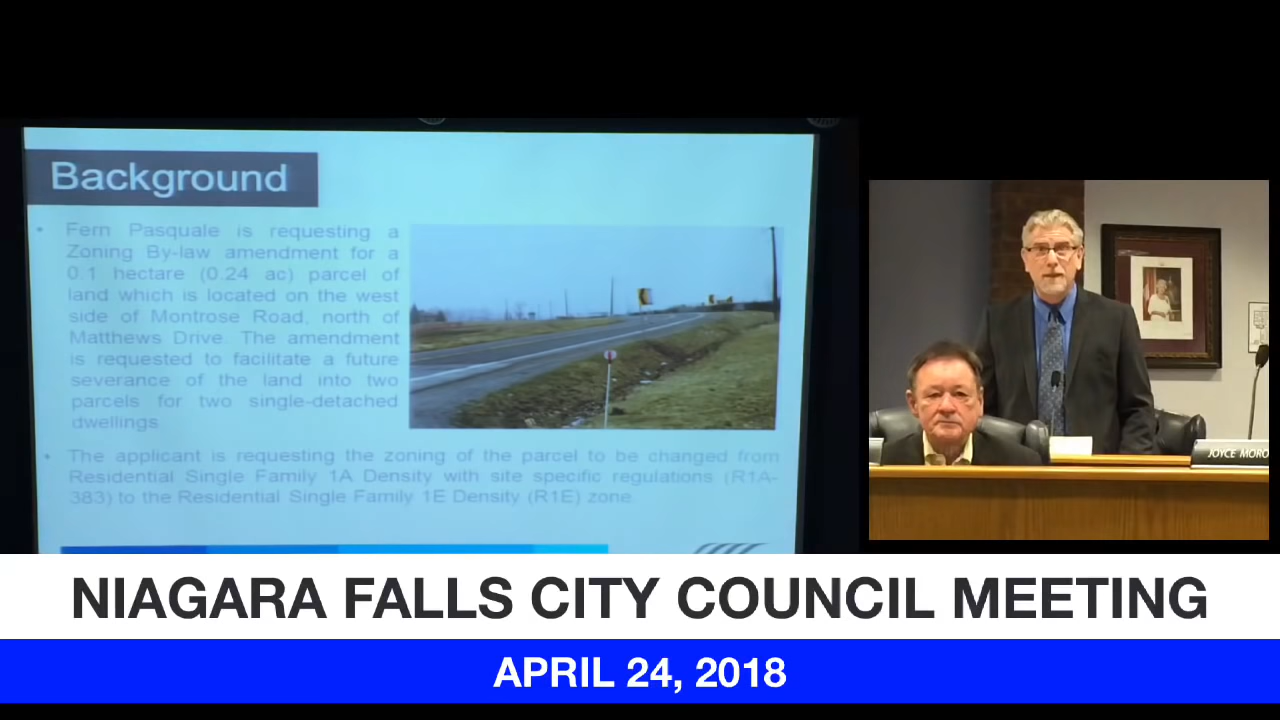 Background
• Fern Pasquale is requesting a
Zoning By-law amendment for a
0.1 hectare (0.24 ac) parcel of
land which is located on the west
side of Montrose Road, north of
Matthews Drive. The amendment
is requested to facilitate a future
severance of the land into two
parcels for two single-detached
dwellings.
• The applicant is requesting the zoning of the parcel to be changed from
Residential Single Family 1A Density with site specific regulations (R1A-
383) to the Residential Single Family 1E Density (R1E) zone.
JOYCE MORO
NIAGARA FALLS CITY COUNCIL MEETING
APRIL 24, 2018